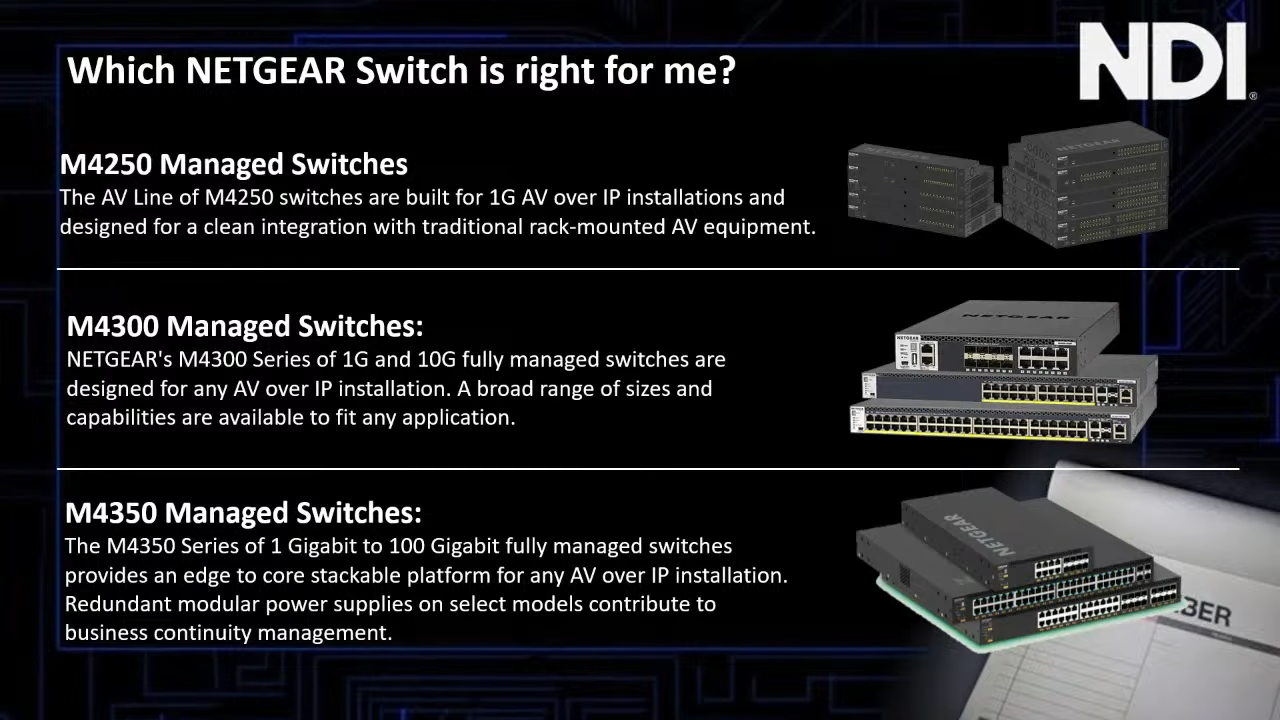 Which NETGEAR Switch is right for me?
NDI
®
M4250 Managed Switches
The AV Line of M4250 switches are built for 1G AV over IP installations and
designed for a clean integration with traditional rack-mounted AV equipment.
NETGEAR
M4300 Managed Switches:
NETGEAR's M4300 Series of 1G and 10G fully managed switches are
designed for any AV over IP installation. A broad range of sizes and
capabilities are available to fit any application.
NETGEAR
NETGEAR
M4350 Managed Switches:
The M4350 Series of 1 Gigabit to 100 Gigabit fully managed switches
provides an edge to core stackable platform for any AV over IP installation.
Redundant modular power supplies on select models contribute to
business continuity management.
NETGEAR